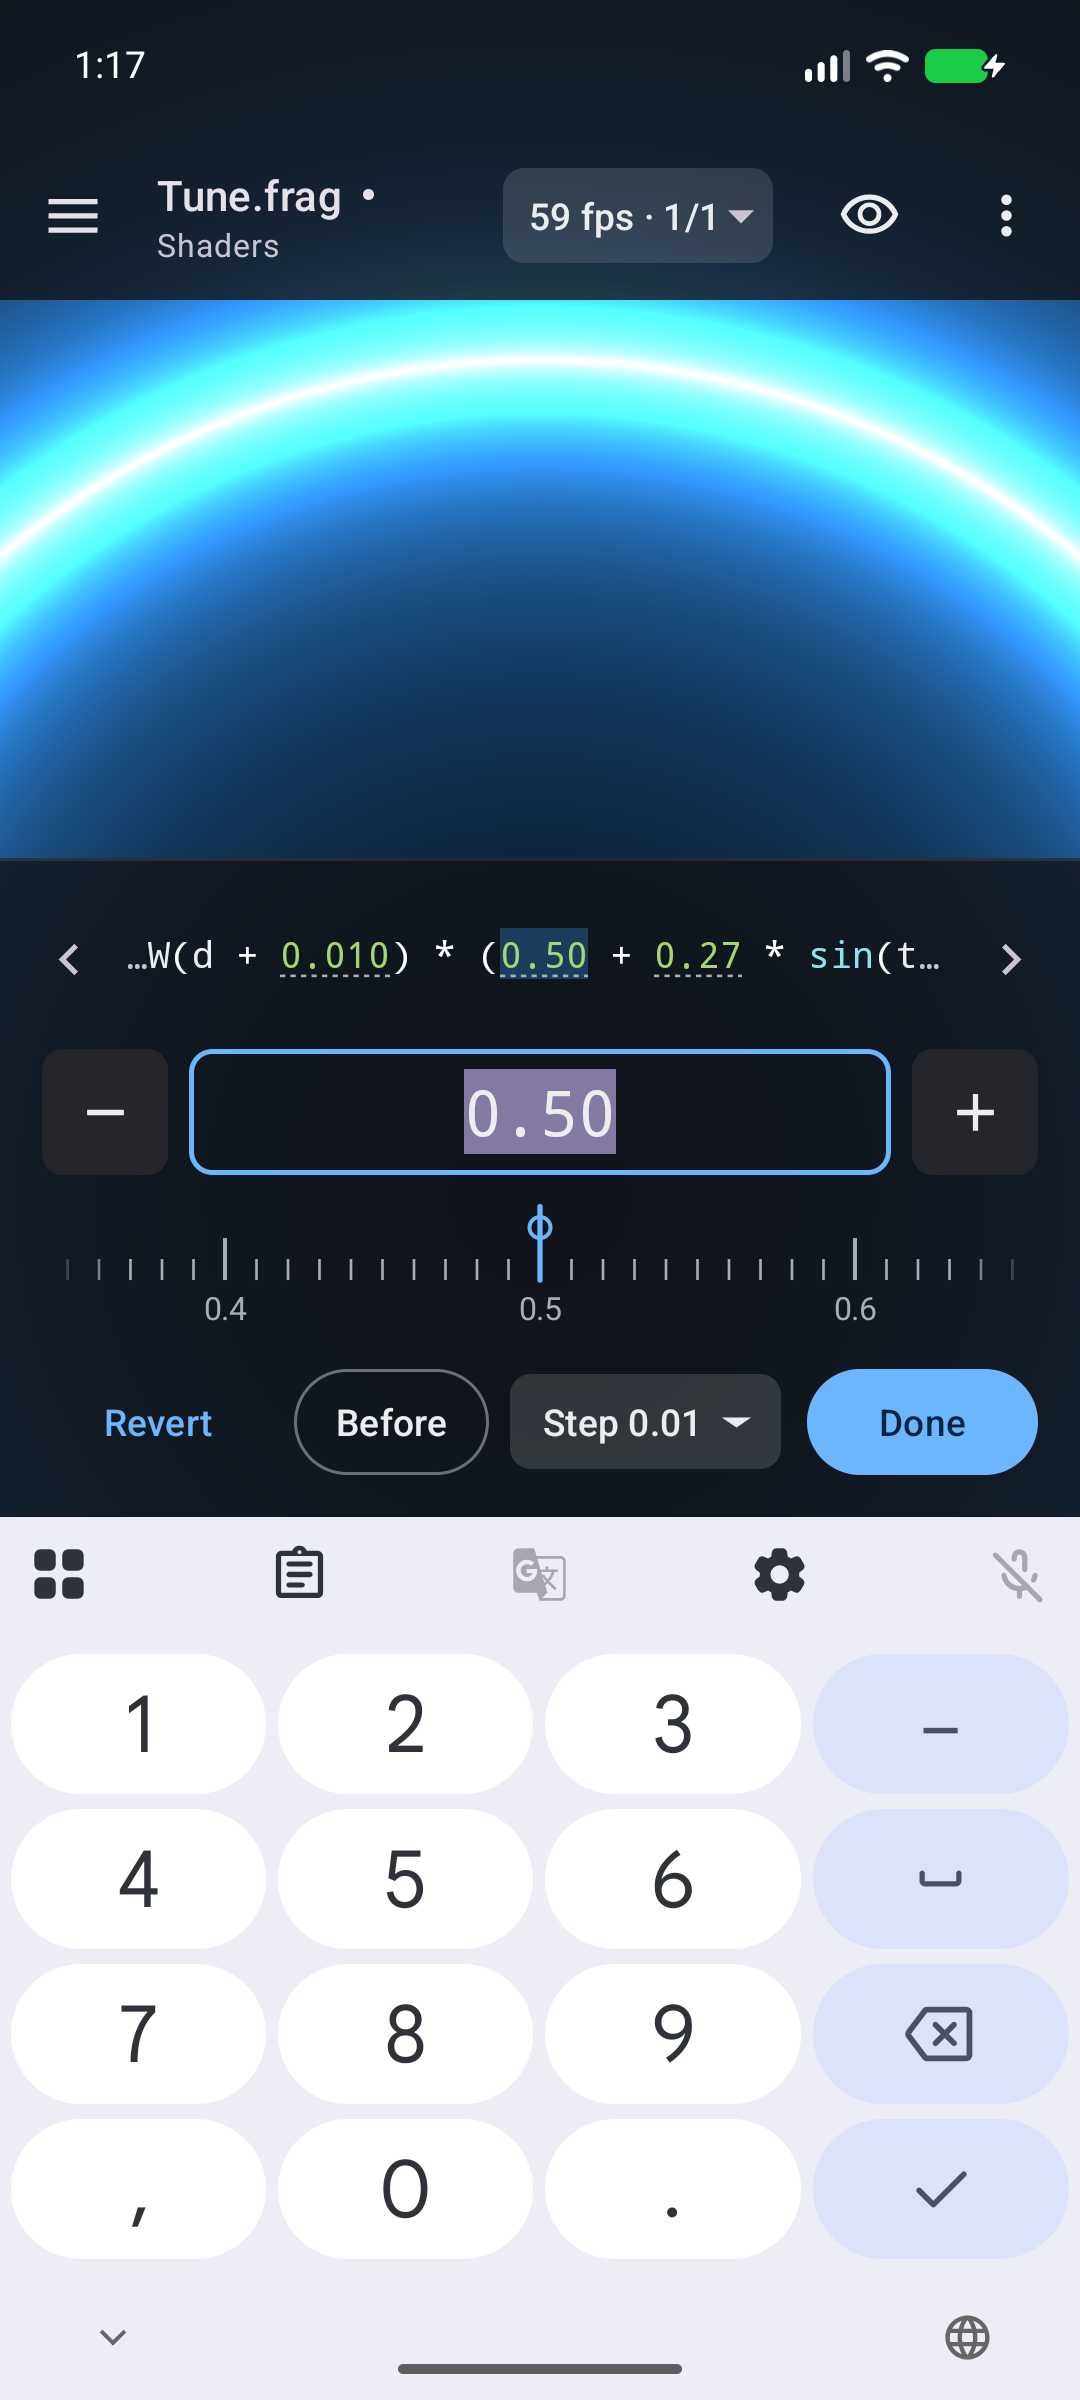 1:17
Tune.frag •
Shaders
59 fps · 1/1
…W(d + 0.010) * (0.50 + 0.27 * sin(t…
0.50
0.4 0.5 0.6
Revert Before Step 0.01 Done
1 2 3 –
4 5 6
7 8 9
, 0 .